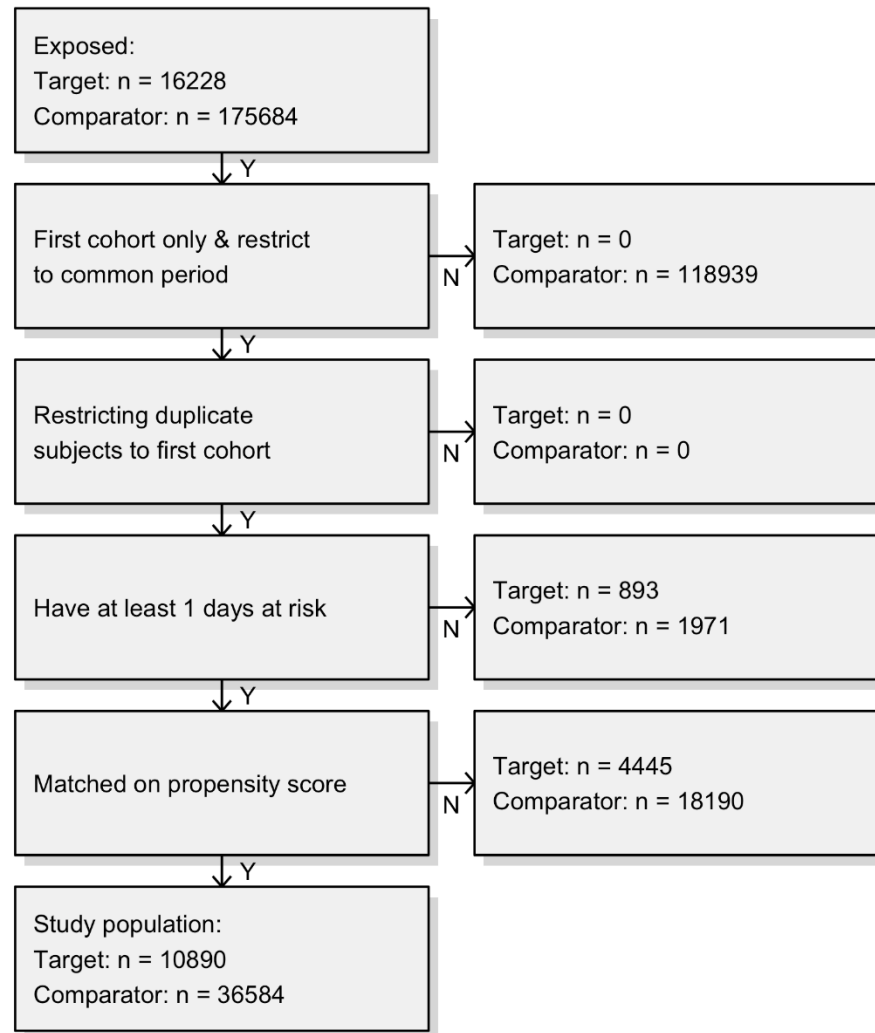 Exposed:
Target: n = 16228
Comparator: n = 175684
Y
First cohort only & restrict
to common period
N
Target: n = 0
Comparator: n = 118939
Y
Restricting duplicate
subjects to first cohort
N
Target: n = 0
Comparator: n = 0
Y
Have at least 1 days at risk
N
Target: n = 893
Comparator: n = 1971
Y
Matched on propensity score
N
Target: n = 4445
Comparator: n = 18190
Y
Study population:
Target: n = 10890
Comparator: n = 36584